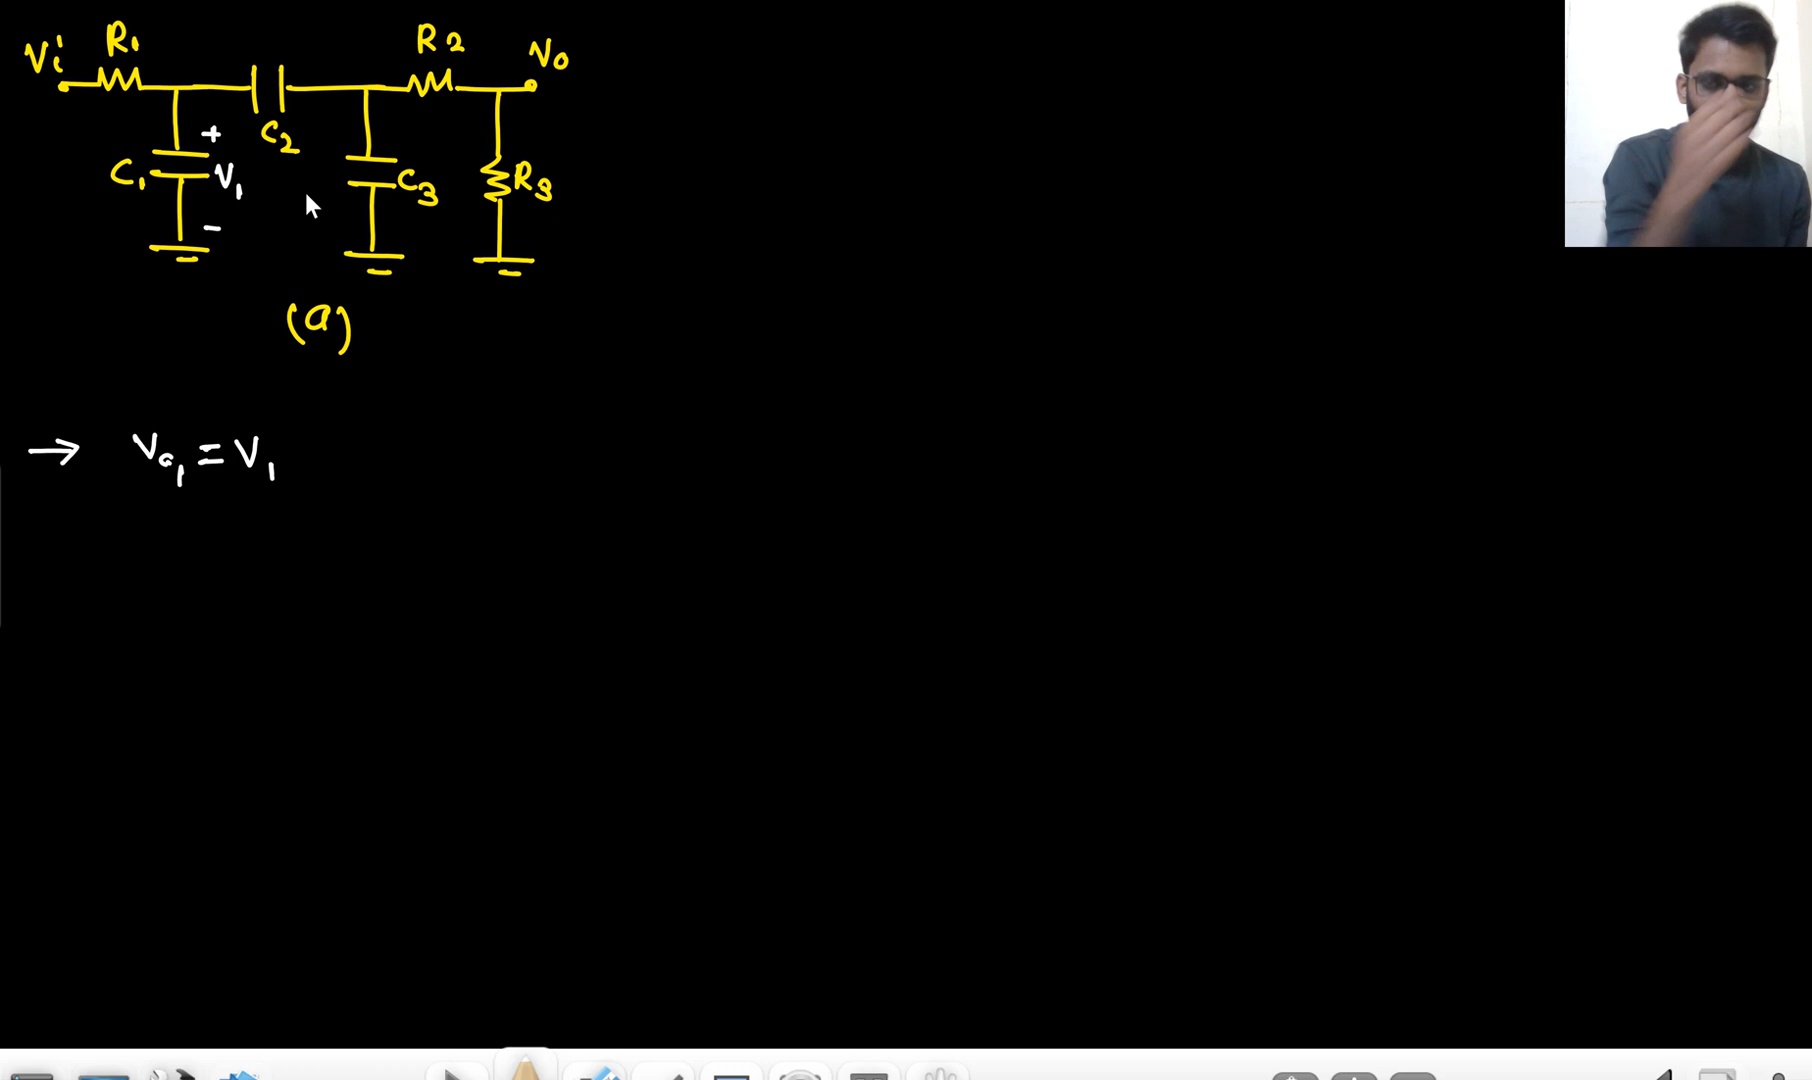 Vi R1 R2 Vo
C1 + V1 - C2 C3 R3
(a)
→ Vc1 = V1